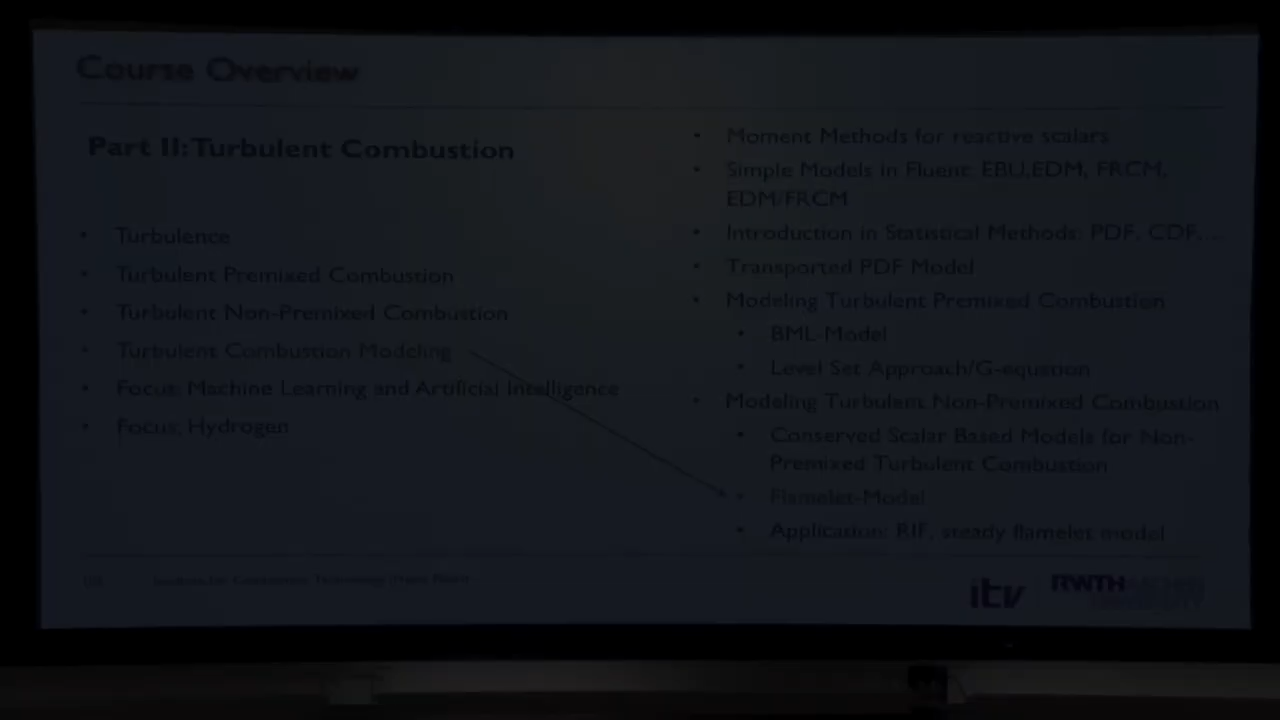 Course Overview
Part II: Turbulent Combustion
• Turbulence
• Turbulent Premixed Combustion
• Turbulent Non-Premixed Combustion
• Turbulent Combustion Modeling
• Focus: Machine Learning and Artificial Intelligence
• Focus: Hydrogen
• Moment Methods for reactive scalars
• Simple Models in Fluent: EBU,EDM, FRCM,
EDM/FRCM
• Introduction in Statistical Methods: PDF, CDF,…
• Transported PDF Model
• Modeling Turbulent Premixed Combustion
• BML-Model
• Level Set Approach/G-equation
• Modeling Turbulent Non-Premixed Combustion
• Conserved Scalar Based Models for Non-
Premixed Turbulent Combustion
• Flamelet-Model
• Application: RIF, steady flamelet model
Institute for Combustion Technology
itv
RWTH